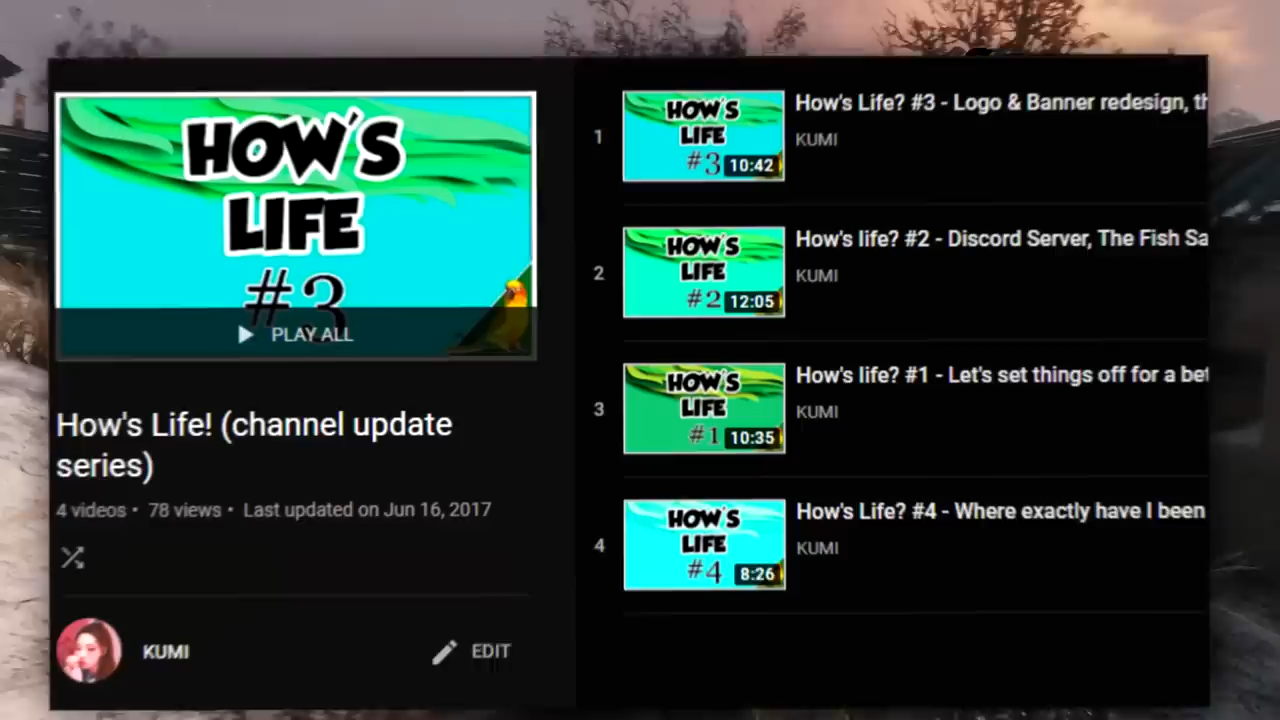 HOW'S
LIFE
#3
PLAY ALL
How's Life! (channel update
series)
4 videos • 78 views • Last updated on Jun 16, 2017
KUMI
EDIT
1
HOW'S
LIFE
#3
10:42
How's Life? #3 - Logo & Banner redesign, th
KUMI
2
HOW'S
LIFE
#2
12:05
How's life? #2 - Discord Server, The Fish Sa
KUMI
3
HOW'S
LIFE
#1
10:35
How's life? #1 - Let's set things off for a bet
KUMI
4
HOW'S
LIFE
#4
8:26
How's Life? #4 - Where exactly have I been
KUMI